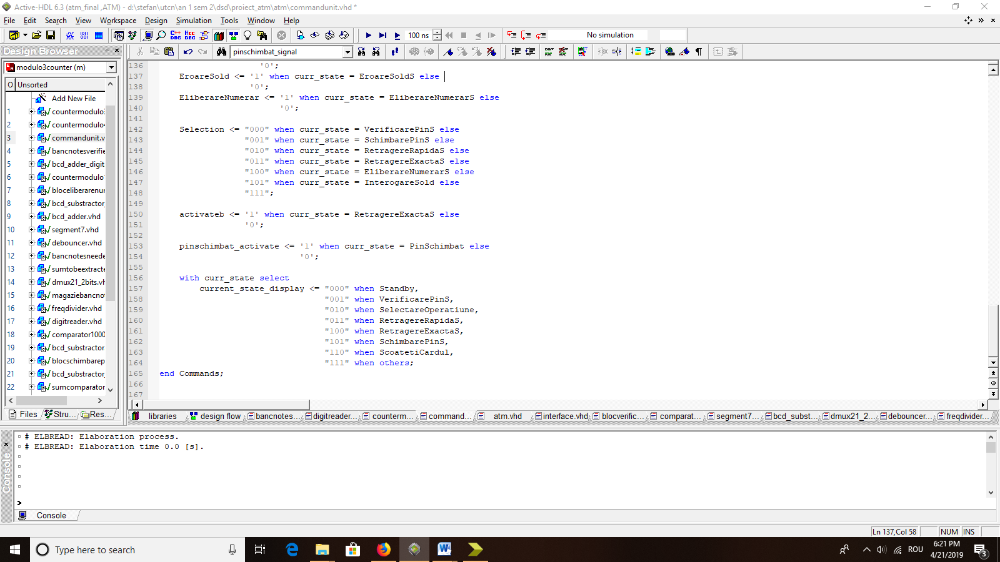 Active-HDL 6.3 (atm_final ,ATM) - d:\stefan\utcn\an 1 sem 2\dsd\proiect_atm\atm\commandunit.vhd *
File Edit Search View Workspace Design Simulation Tools Window Help
100 ns No simulation
Design Browser
pinschimbat_signal
modulo3counter (m)
O Unsorted
Add New File
1 countermodulo3
2 countermodulo4
3 commandunit.v
4 bancnotesverifie
5 bcd_adder_digit
6 countermodulo
7 bloceliberarenur
8 bcd_substractor_
9 bcd_adder.vhd
10 segment7.vhd
11 debouncer.vhd
12 bancnotesneede
13 sumtobeextracte
14 dmux21_2bits.vh
15 magaziebancno
16 freqdivider.vhd
17 digitreader.vhd
18 comparator1000
19 bcd_substractor
20 blocschimbarep
21 bcd_substractor_
22 sumcomparator
Files Stru... Res...
136 '0';
137 EroareSold <= '1' when curr_state = EroareSoldS else
138 '0';
139 EliberareNumerar <= '1' when curr_state = EliberareNumerarS else
140 '0';
141
142 Selection <= "000" when curr_state = VerificarePinS else
143 "001" when curr_state = SchimbarePinS else
144 "010" when curr_state = RetragereRapidaS else
145 "011" when curr_state = RetragereExactaS else
146 "100" when curr_state = EliberareNumerarS else
147 "101" when curr_state = InterogareSold else
148 "111";
149
150 activateb <= '1' when curr_state = RetragereExactaS else
151 '0';
152
153 pinschimbat_activate <= '1' when curr_state = PinSchimbat else
154 '0';
155
156 with curr_state select
157 current_state_display <= "000" when Standby,
158 "001" when VerificarePinS,
159 "010" when SelectareOperatiune,
160 "011" when RetragereRapidaS,
161 "100" when RetragereExactaS,
162 "101" when SchimbarePinS,
163 "110" when ScoatetiCardul,
164 "111" when others;
165 end Commands;
166
167
libraries design flow bancnotes... digitreader... counterm... command... atm.vhd interface.vhd blocverific... comparat... segment7... bcd_subst... dmux21_2... debouncer... freqdivider...
# ELBREAD: Elaboration process.
# ELBREAD: Elaboration time 0.0 [s].
>
Console
Console
Ln 137,Col 58 NUM INS
Type here to search
ROU
6:21 PM
4/21/2019
3